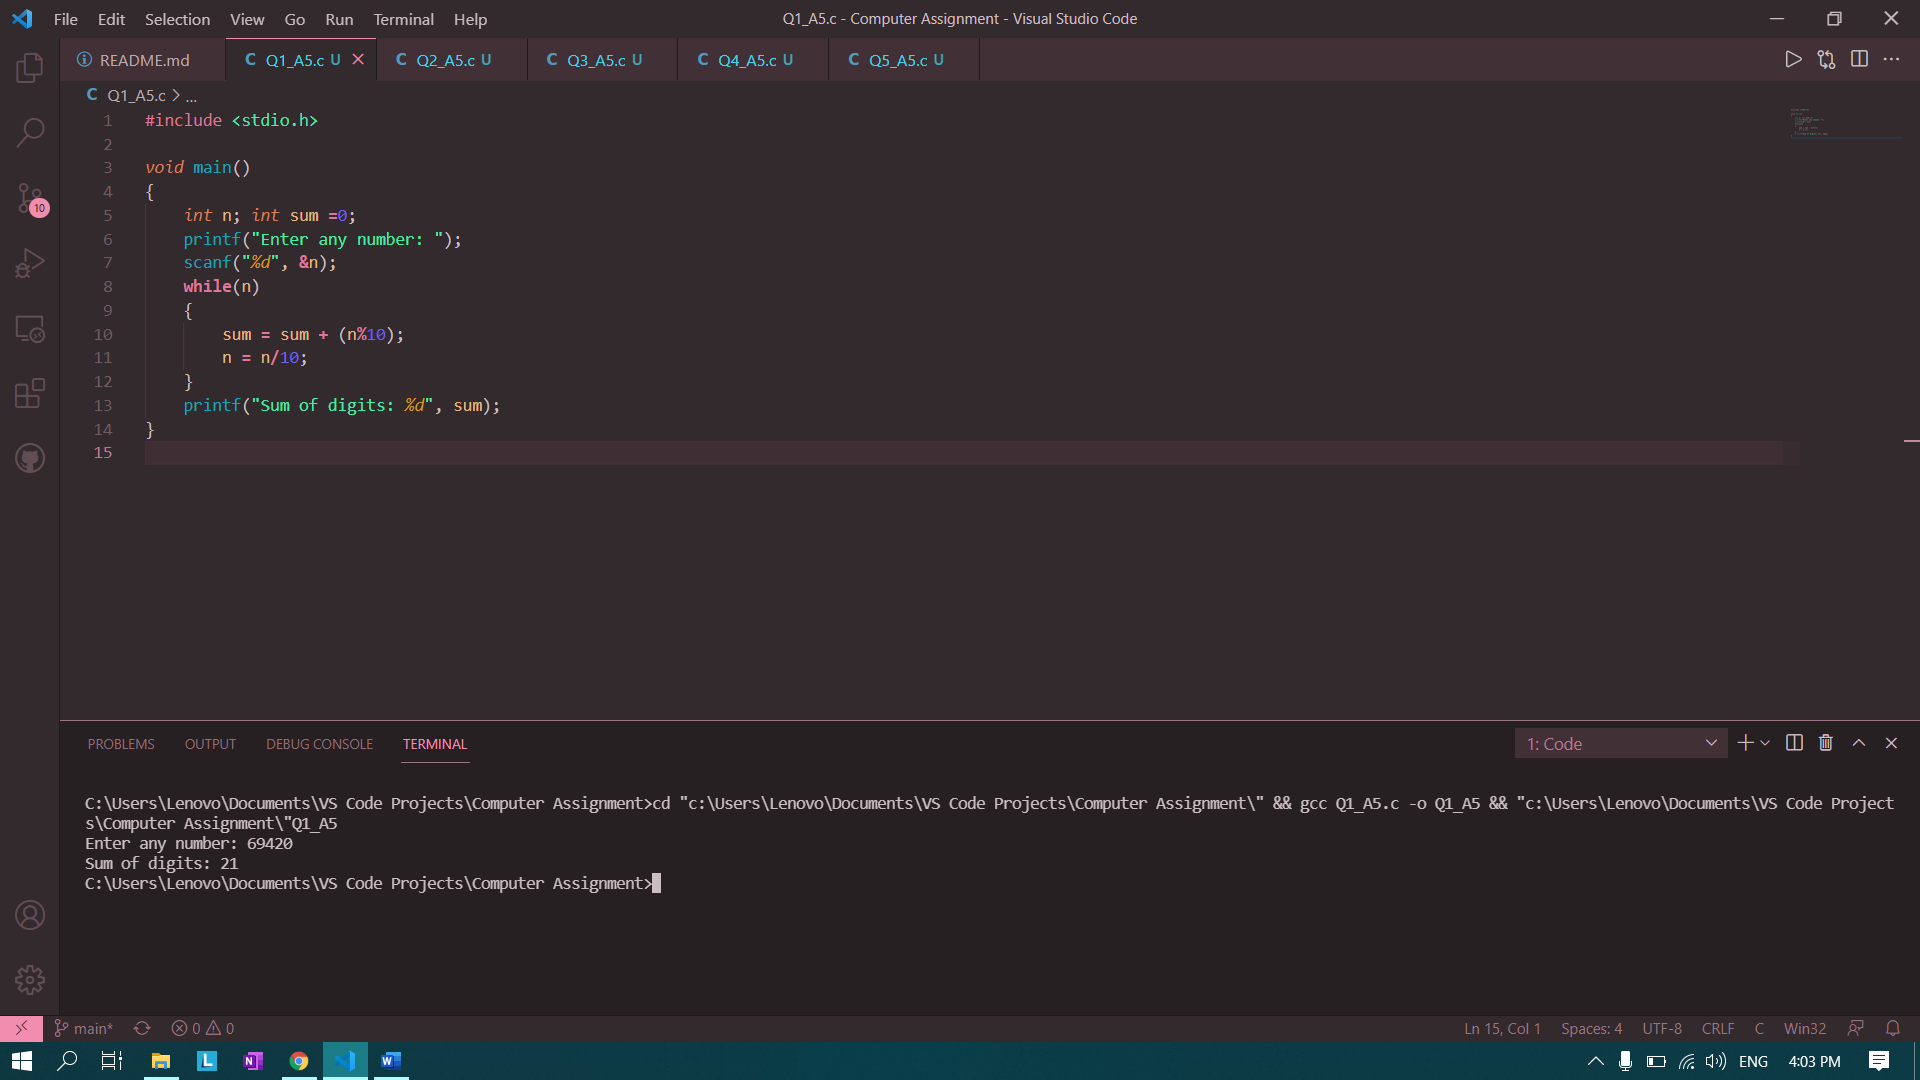 File Edit Selection View Go Run Terminal Help Q1_A5.c - Computer Assignment - Visual Studio Code
README.md C Q1_A5.c U C Q2_A5.c U C Q3_A5.c U C Q4_A5.c U C Q5_A5.c U
C Q1_A5.c > ...
1 #include <stdio.h>
2
3 void main()
4 {
5 int n; int sum =0;
6 printf("Enter any number: ");
7 scanf("%d", &n);
8 while(n)
9 {
10 sum = sum + (n%10);
11 n = n/10;
12 }
13 printf("Sum of digits: %d", sum);
14 }
15
10
PROBLEMS OUTPUT DEBUG CONSOLE TERMINAL 1: Code
C:\Users\Lenovo\Documents\VS Code Projects\Computer Assignment>cd "c:\Users\Lenovo\Documents\VS Code Projects\Computer Assignment\" && gcc Q1_A5.c -o Q1_A5 && "c:\Users\Lenovo\Documents\VS Code Project
s\Computer Assignment\"Q1_A5
Enter any number: 69420
Sum of digits: 21
C:\Users\Lenovo\Documents\VS Code Projects\Computer Assignment>
main* 0 0 Ln 15, Col 1 Spaces: 4 UTF-8 CRLF C Win32
L N W ENG 4:03 PM